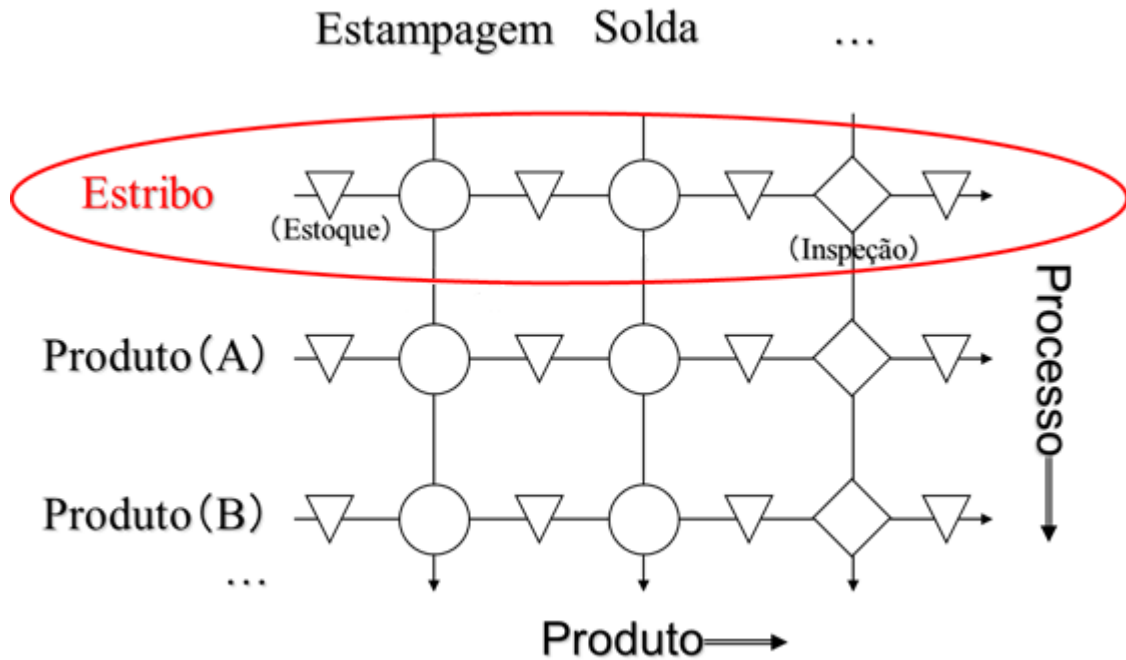 Estampagem Solda ...
Estribo
(Estoque)
(Inspeção)
Processo
Produto(A)
Produto(B)
...
Produto